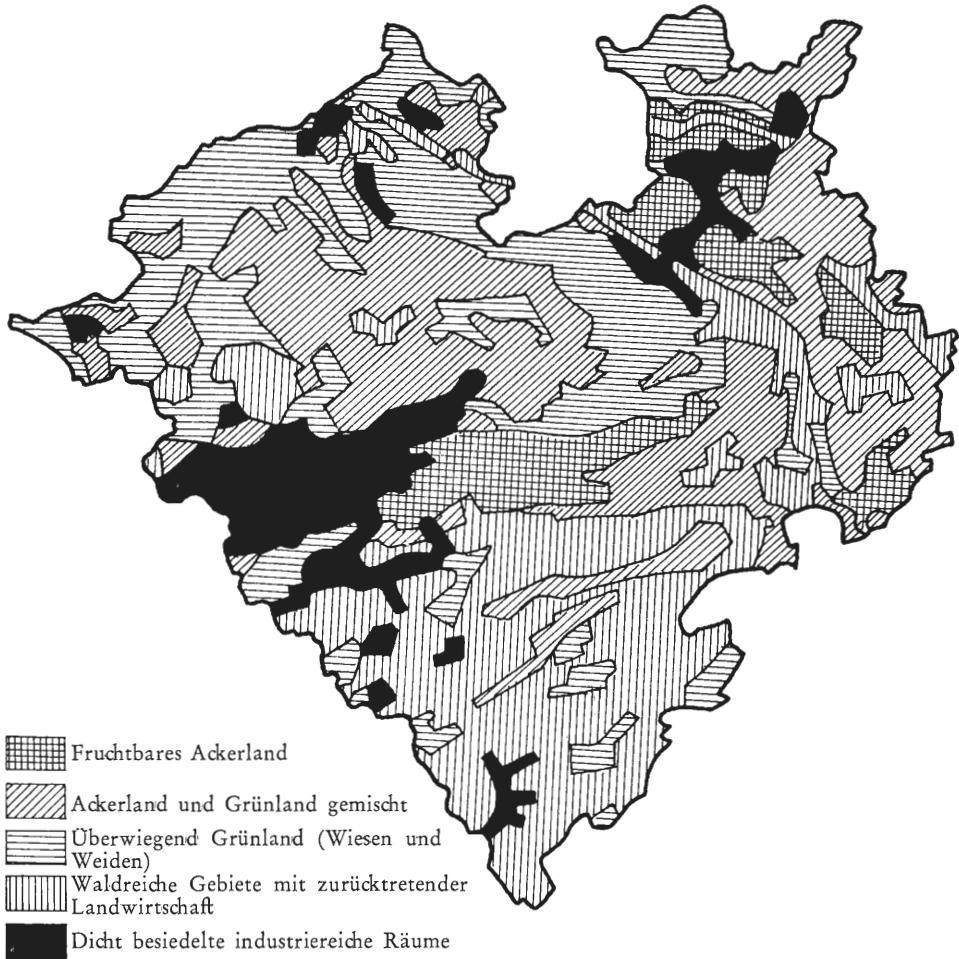 Fruchtbares Ackerland
Ackerland und Grünland gemischt
Überwiegend Grünland (Wiesen und
Weiden)
Waldreiche Gebiete mit zurücktretender
Landwirtschaft
Dicht besiedelte industriereiche Räume